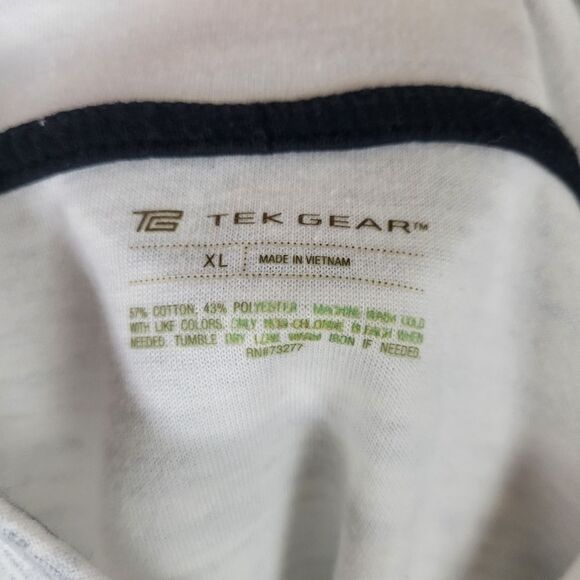 TG TEK GEAR™
XL MADE IN VIETNAM
57% COTTON, 43% POLYESTER MACHINE WASH COLD
WITH LIKE COLORS. ONLY NON-CHLORINE BLEACH WHEN
NEEDED. TUMBLE DRY LOW. WARM IRON IF NEEDED.
RN#73277